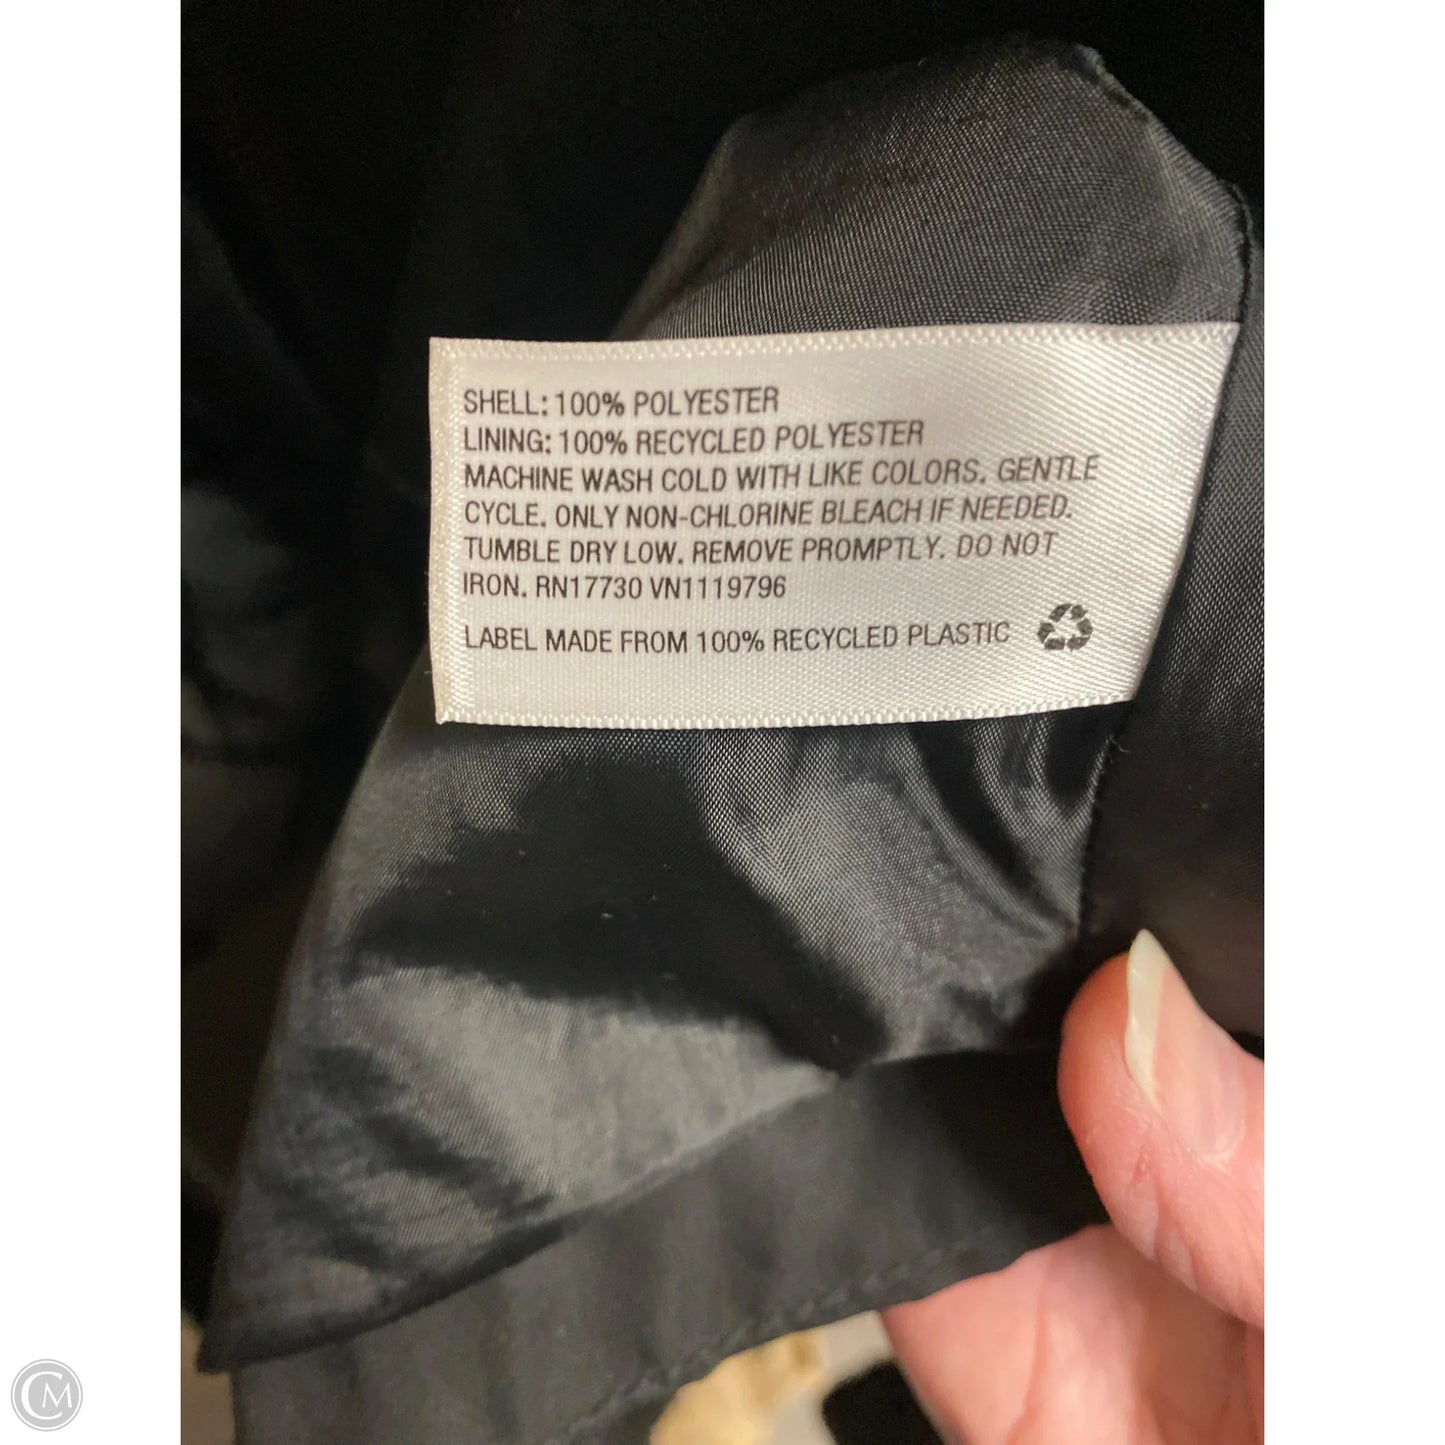 SHELL: 100% POLYESTER
LINING: 100% RECYCLED POLYESTER
MACHINE WASH COLD WITH LIKE COLORS. GENTLE
CYCLE. ONLY NON-CHLORINE BLEACH IF NEEDED.
TUMBLE DRY LOW. REMOVE PROMPTLY. DO NOT
IRON. RN17730 VN1119796
LABEL MADE FROM 100% RECYCLED PLASTIC
CM